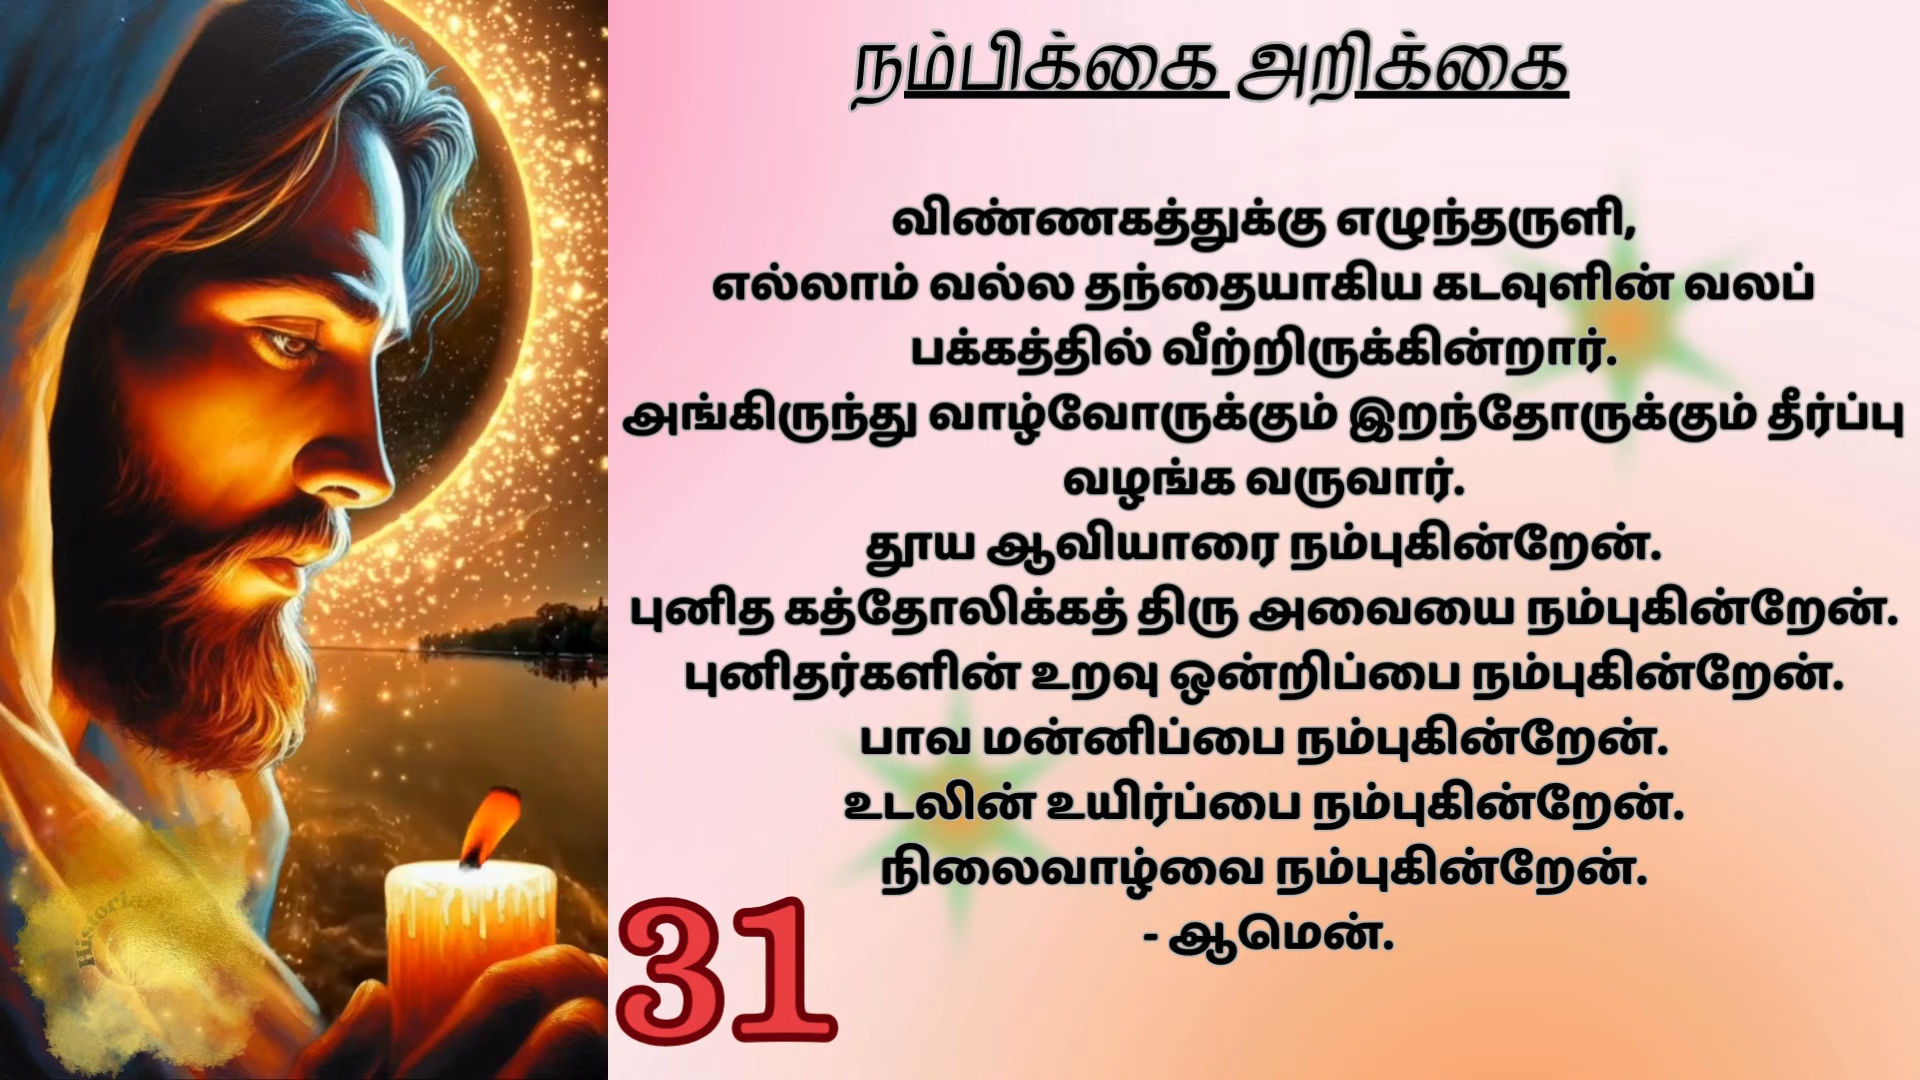 நம்பிக்கை அறிக்கை
விண்ணகத்துக்கு எழுந்தருளி,
எல்லாம் வல்ல தந்தையாகிய கடவுளின் வலப்
பக்கத்தில் வீற்றிருக்கின்றார்.
அங்கிருந்து வாழ்வோருக்கும் இறந்தோருக்கும் தீர்ப்பு
வழங்க வருவார்.
தூய ஆவியாரை நம்புகின்றேன்.
புனித கத்தோலிக்கத் திரு அவையை நம்புகின்றேன்.
புனிதர்களின் உறவு ஒன்றிப்பை நம்புகின்றேன்.
பாவ மன்னிப்பை நம்புகின்றேன்.
உடலின் உயிர்ப்பை நம்புகின்றேன்.
நிலைவாழ்வை நம்புகின்றேன்.
- ஆமென்.
31